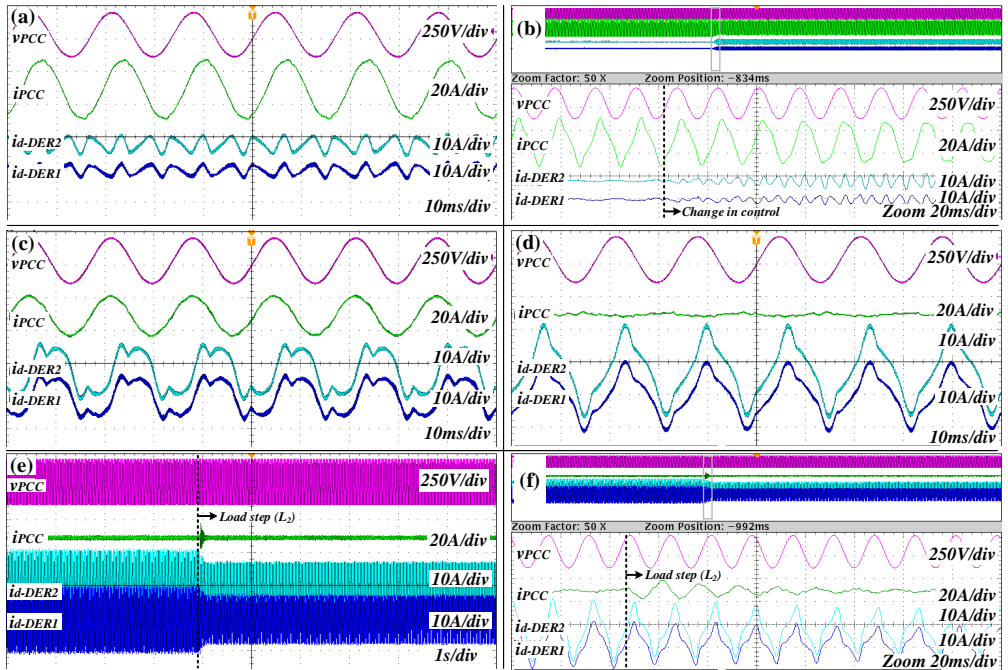 (a)
vPCC
250V/div
iPCC
20A/div
id-DER2
10A/div
id-DER1
10A/div
10ms/div
(b)
Zoom Factor: 50 X Zoom Position: -834ms
vPCC
250V/div
iPCC
20A/div
id-DER2
10A/div
id-DER1
10A/div
Change in control
Zoom 20ms/div
(c)
vPCC
250V/div
iPCC
20A/div
10A/div
id-DER2
id-DER1
10A/div
10ms/div
(d)
vPCC
250V/div
iPCC
20A/div
10A/div
id-DER2
id-DER1
10A/div
10ms/div
(e)
vPCC
250V/div
Load step (L2)
iPCC
20A/div
10A/div
id-DER2
id-DER1
10A/div
1s/div
(f)
Zoom Factor: 50 X Zoom Position: -992ms
vPCC
250V/div
Load step (L2)
iPCC
20A/div
10A/div
id-DER2
id-DER1
10A/div
Zoom 20ms/div